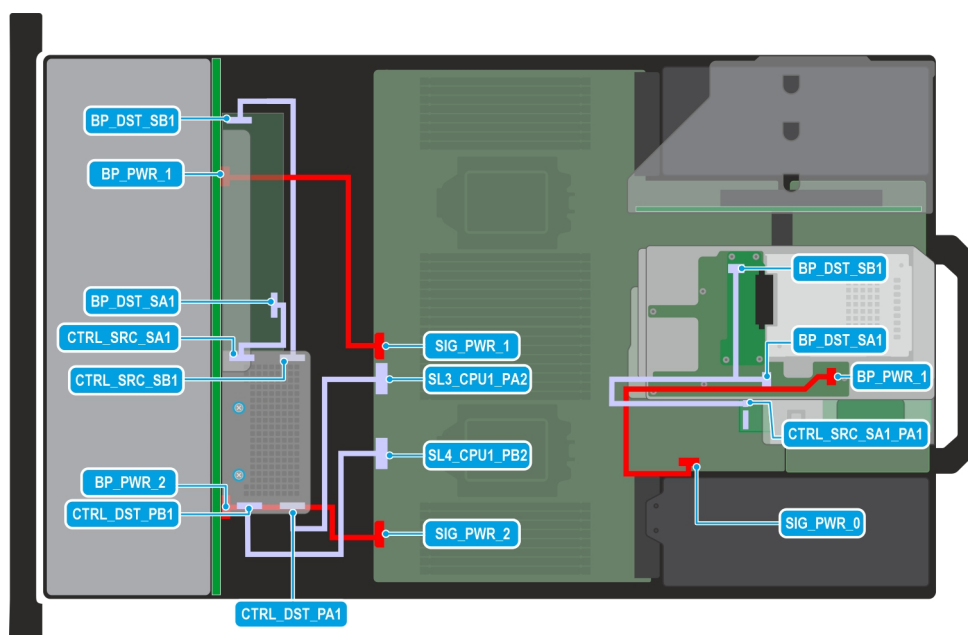 BP_DST_SB1
BP_PWR_1
BP_DST_SA1
CTRL_SRC_SA1
CTRL_SRC_SB1
BP_PWR_2
CTRL_DST_PB1
CTRL_DST_PA1
SIG_PWR_1
SL3_CPU1_PA2
SL4_CPU1_PB2
SIG_PWR_2
BP_DST_SB1
BP_DST_SA1
BP_PWR_1
CTRL_SRC_SA1_PA1
SIG_PWR_0